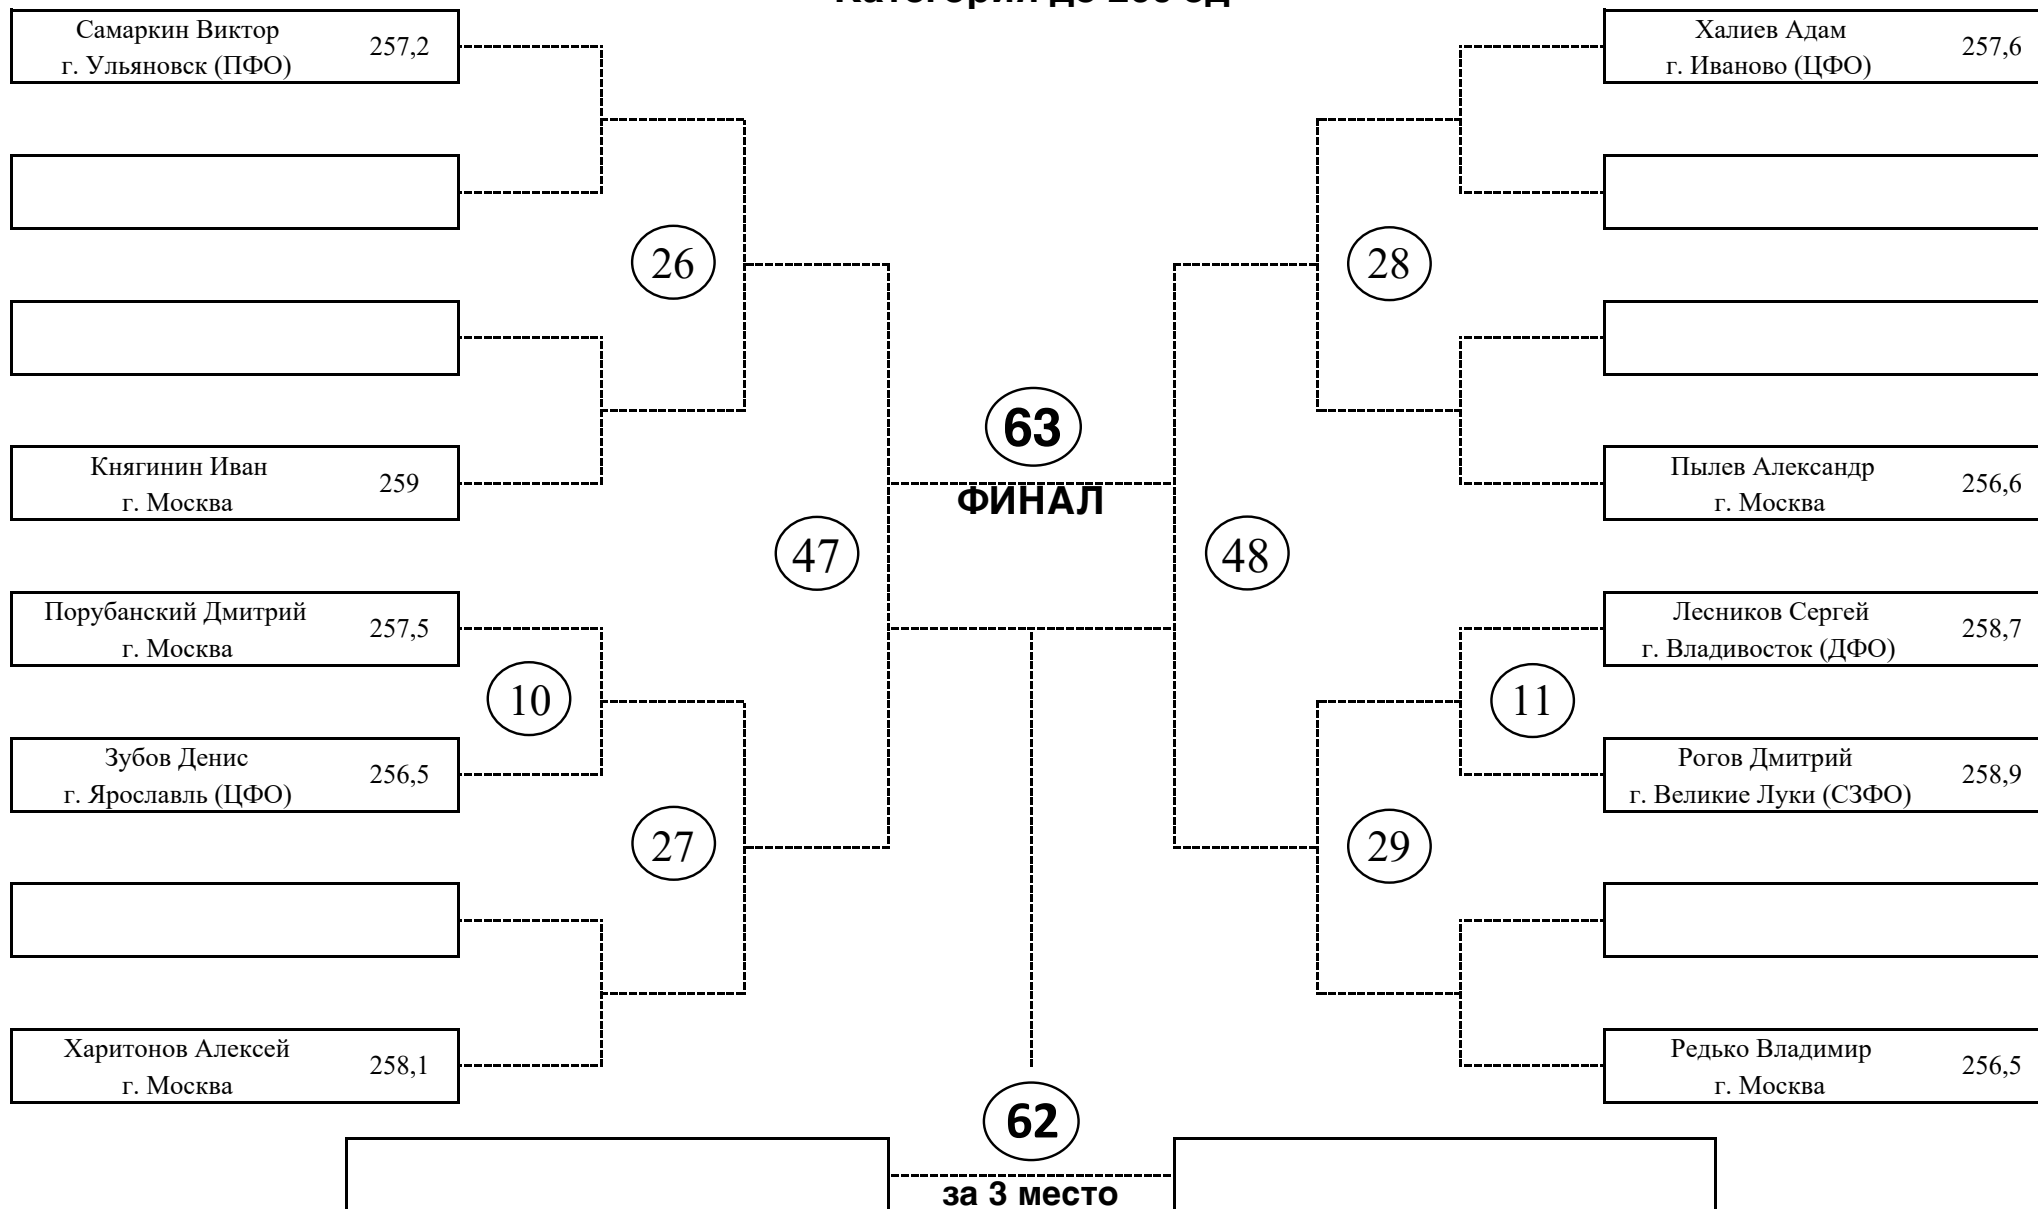 Самаркин Виктор
г. Ульяновск (ПФО)
257,2
Халиев Адам
г. Иваново (ЦФО)
257,6
26
28
63
ФИНАЛ
Княгинин Иван
г. Москва
259
Пылев Александр
г. Москва
256,6
47
48
Порубанский Дмитрий
г. Москва
257,5
Лесников Сергей
г. Владивосток (ДФО)
258,7
10
11
Зубов Денис
г. Ярославль (ЦФО)
256,5
Рогов Дмитрий
г. Великие Луки (СЗФО)
258,9
27
29
Харитонов Алексей
г. Москва
258,1
Редько Владимир
г. Москва
256,5
62
за 3 место